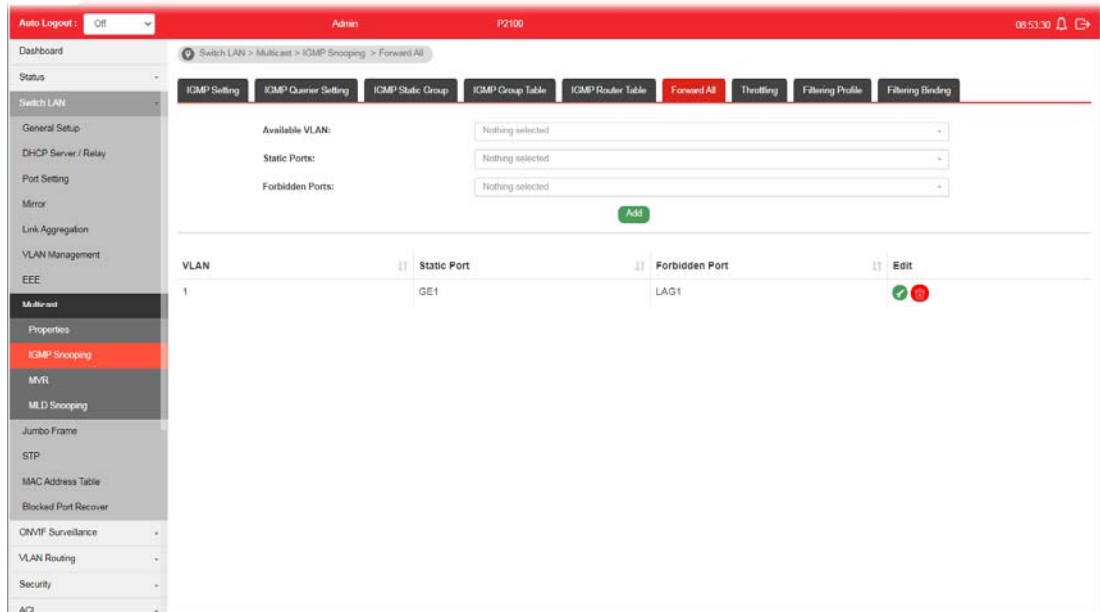 Auto Logout : Off Admin P2100 08:53:30
Dashboard
Status
Switch LAN
General Setup
DHCP Server / Relay
Port Setting
Mirror
Link Aggregation
VLAN Management
EEE
Multicast
Properties
IGMP Snooping
MVR
MLD Snooping
Jumbo Frame
STP
MAC Address Table
Blocked Port Recover
ONVIF Surveillance
VLAN Routing
Security
ACL
Switch LAN > Multicast > IGMP Snooping > Forward All
IGMP Setting IGMP Querier Setting IGMP Static Group IGMP Group Table IGMP Router Table Forward All Throttling Filtering Profile Filtering Binding
Available VLAN: Nothing selected
Static Ports: Nothing selected
Forbidden Ports: Nothing selected
Add
VLAN Static Port Forbidden Port Edit
1 GE1 LAG1